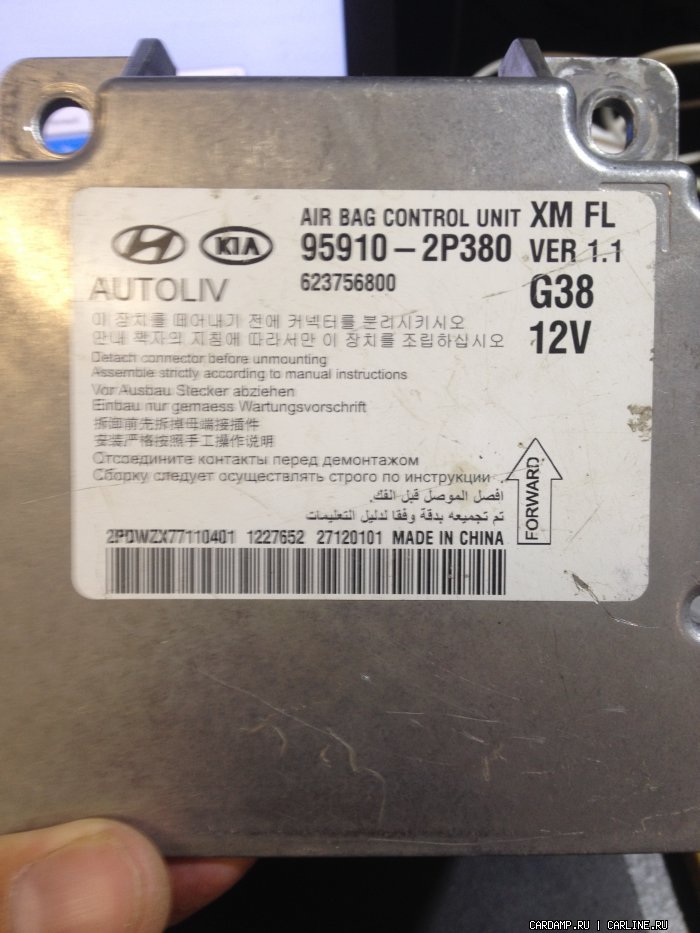 AIR BAG CONTROL UNIT XM FL
KIA 95910-2P380 VER 1.1
AUTOLIV 623756800 G38
12V
이 장치를 떼어내기 전에 커넥터를 분리시키시오
안내 책자의 지침에 따라서만 이 장치를 조립하십시오
Detach connector before unmounting
Assemble strictly according to manual instructions
Vor Ausbau Stecker abziehen
Einbau nur gemaess Wartungsvorschrift
拆卸前先拆掉母端接插件
安装严格按照手工操作说明
Отсоедините контакты перед демонтажом
Сборку следует осуществлять строго по инструкции.
افصل الموصل قبل الفك.
تم تجميعه بدقة وفقا لدليل التعليمات
FORWARD
2PDWZX77110401 1227652 27120101 MADE IN CHINA
CARDAMP.RU | CARLINE.RU